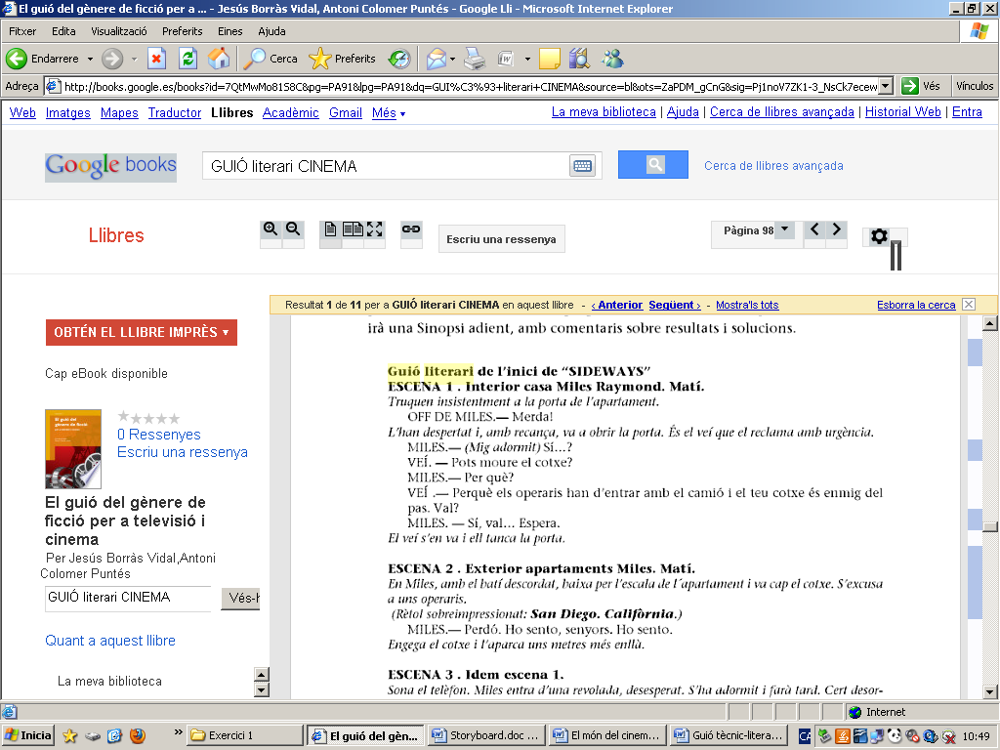 El guió del gènere de ficció per a ... - Jesús Borràs Vidal, Antoni Colomer Puntés - Google Lli - Microsoft Internet Explorer
Fitxer Edita Visualització Preferits Eines Ajuda
Endarrere Cerca Preferits
Adreça http://books.google.es/books?id=7QtMwMo81S8C&pg=PA91&lpg=PA91&dq=GUI%C3%93+literari+CINEMA&source=bl&ots=ZaPDM_gCnG&sig=Pj1noV7ZK1-3_NsCk7ecew Vés Vínculos
Web Imatges Mapes Traductor Llibres Acadèmic Gmail Més ▾ La meva biblioteca | Ajuda | Cerca de llibres avançada | Historial Web | Entra
Google books GUIÓ literari CINEMA Cerca de llibres avançada
Llibres Escriu una ressenya Pàgina 98
Resultat 1 de 11 per a GUIÓ literari CINEMA en aquest llibre - ‹ Anterior Següent › - Mostra'ls tots Esborra la cerca
OBTÉN EL LLIBRE IMPRÈS ▾
Cap eBook disponible
El guió del gènere de ficció
0 Ressenyes
Escriu una ressenya
El guió del gènere de
ficció per a televisió i
cinema
Per Jesús Borràs Vidal,Antoni
Colomer Puntés
GUIÓ literari CINEMA Vés-h
Quant a aquest llibre
La meva biblioteca
irà una Sinopsi adient, amb comentaris sobre resultats i solucions.
Guió literari de l'inici de “SIDEWAYS”
ESCENA 1 . Interior casa Miles Raymond. Matí.
Truquen insistentment a la porta de l'apartament.
OFF DE MILES.— Merda!
L'han despertat i, amb recança, va a obrir la porta. És el veí que el reclama amb urgència.
MILES.— (Mig adormit) Sí...?
VEÍ. — Pots moure el cotxe?
MILES.— Per què?
VEÍ .— Perquè els operaris han d'entrar amb el camió i el teu cotxe és enmig del
pas. Val?
MILES. — Sí, val... Espera.
El veí s'en va i ell tanca la porta.
ESCENA 2 . Exterior apartaments Miles. Matí.
En Miles, amb el batí descordat, baixa per l'escala de l´apartament i va cap el cotxe. S'excusa
a uns operaris.
(Rètol sobreimpressionat: San Diego. Califòrnia.)
MILES.— Perdó. Ho sento, senyors. Ho sento.
Engega el cotxe i l'aparca uns metres més enllà.
ESCENA 3 . Idem escena 1.
Sona el telèfon. Miles entra d'una revolada, desesperat. S'ha adormit i farà tard. Cert desor-
Internet
Inicia » Exercici 1 El guió del gèn... Storyboard.doc ... El món del cinem... Guió tècnic-litera... CA 10:49